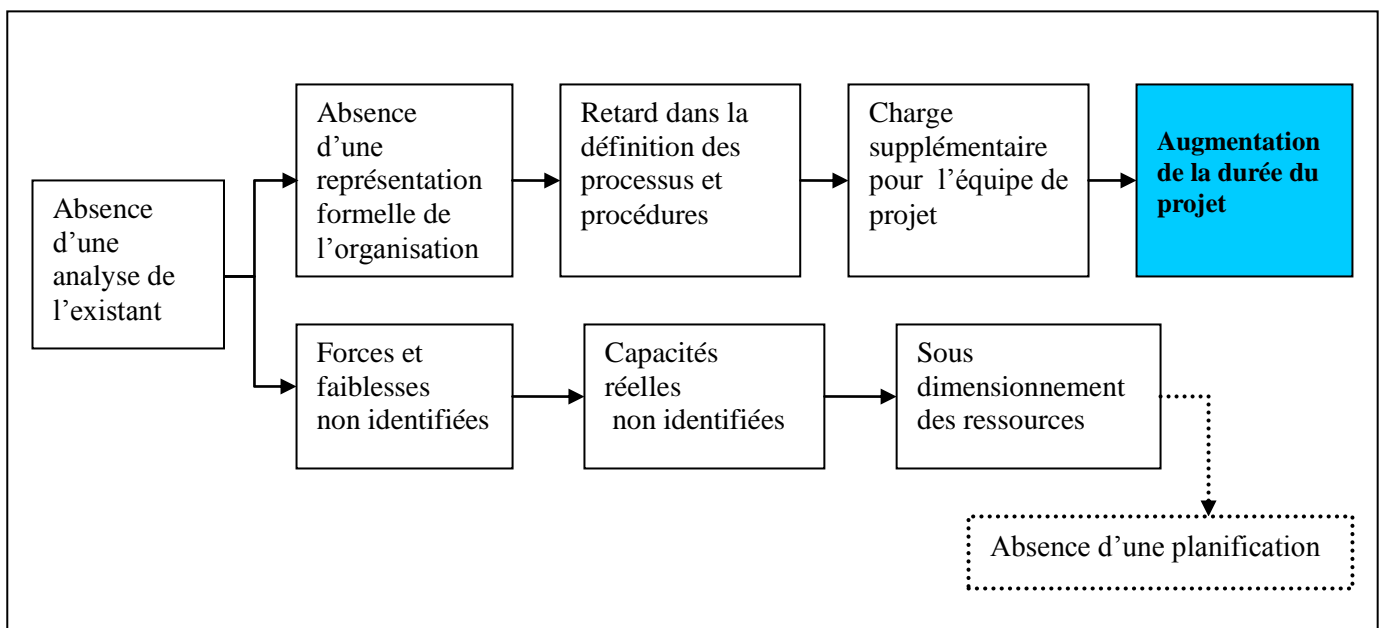 Absence
d’une
analyse de
l’existant
Absence
d’une
représentation
formelle de
l’organisation
Retard dans la
définition des
processus et
procédures
Charge
supplémentaire
pour l’équipe de
projet
Augmentation
de la durée du
projet
Forces et
faiblesses
non identifiées
Capacités
réelles
non identifiées
Sous
dimensionnement
des ressources
Absence d’une planification